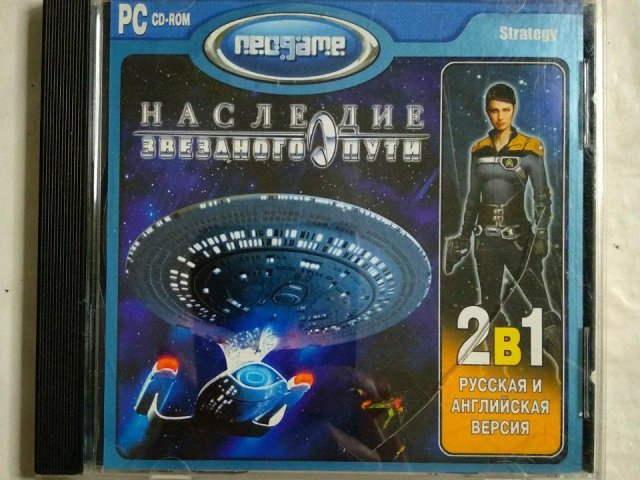 PC CD-ROM
neogame
Strategy
НАСЛЕДИЕ
ЗВЕЗДНОГО ПУТИ
2в1
РУССКАЯ И
АНГЛИЙСКАЯ
ВЕРСИЯ